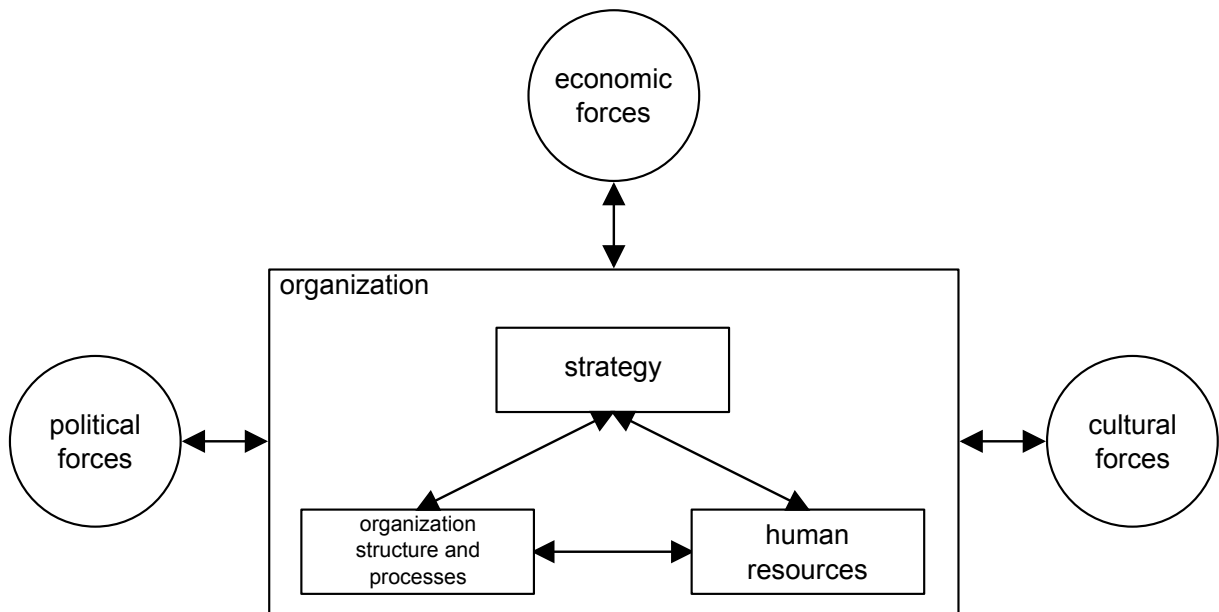 economic
forces
organization
strategy
political
forces
cultural
forces
organization
structure and
processes
human
resources